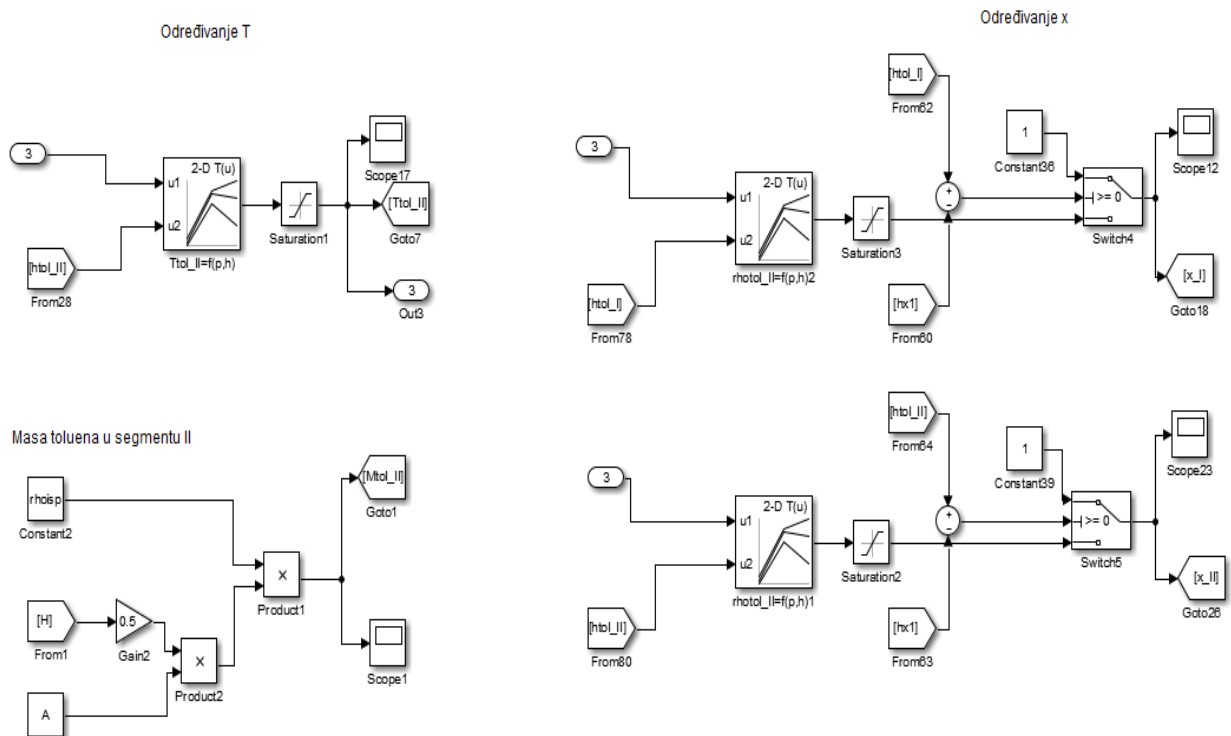 Određivanje T
3
2-D T(u)
u1
u2
Ttol_II=f(p,h)
[htol_II]
From28
Saturation1
Scope17
[Ttol_II]
Goto7
3
Out3
Masa toluena u segmentu II
rhoisp
Constant2
[H]
From1
0.5
Gain2
A
X
Product2
X
Product1
[Mtol_II]
Goto1
Scope1
Određivanje x
[htol_I]
From62
3
2-D T(u)
u1
u2
rhotol_II=f(p,h)2
[htol_I]
From78
Saturation3
+
−
[hx1]
From60
1
Constant36
>= 0
Switch4
Scope12
[x_I]
Goto18
[htol_II]
From64
3
2-D T(u)
u1
u2
rhotol_II=f(p,h)1
[htol_II]
From80
Saturation2
+
−
[hx1]
From63
1
Constant39
>= 0
Switch5
Scope23
[x_II]
Goto26